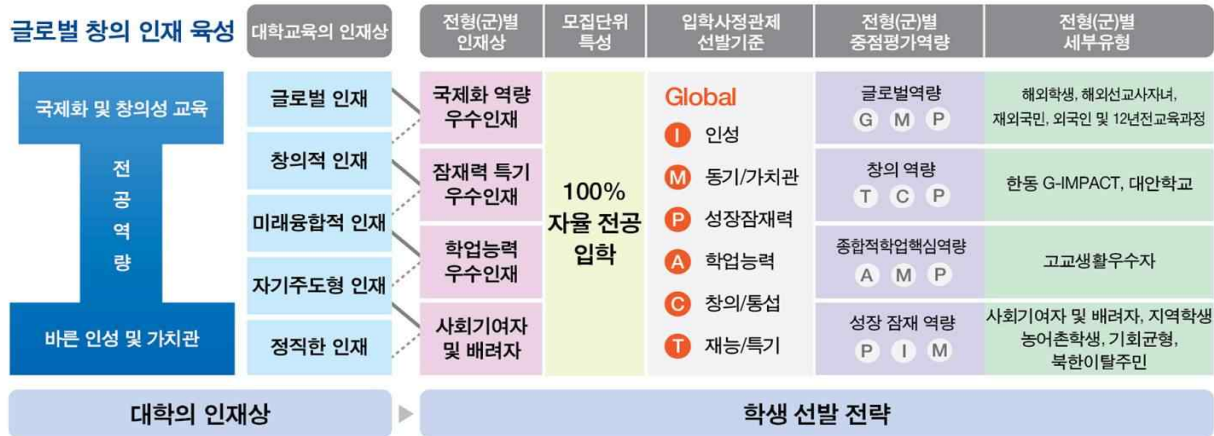 글로벌 창의 인재 육성
대학교육의 인재상
전형(군)별
인재상
모집단위
특성
입학사정관제
선발기준
전형(군)별
중점평가역량
전형(군)별
세부유형
국제화 및 창의성 교육
전
공
역
량
바른 인성 및 가치관
글로벌 인재
창의적 인재
미래융합적 인재
자기주도형 인재
정직한 인재
국제화 역량
우수인재
잠재력 특기
우수인재
학업능력
우수인재
사회기여자
및 배려자
100%
자율 전공
입학
Global
I 인성
M 동기/가치관
P 성장잠재력
A 학업능력
C 창의/통섭
T 재능/특기
글로벌역량
G M P
창의 역량
T C P
종합적학업핵심역량
A M P
성장 잠재 역량
P I M
해외학생, 해외선교사자녀,
재외국민, 외국인 및 12년전교육과정
한동 G-IMPACT, 대안학교
고교생활우수자
사회기여자 및 배려자, 지역학생
농어촌학생, 기회균형,
북한이탈주민
대학의 인재상
학생 선발 전략